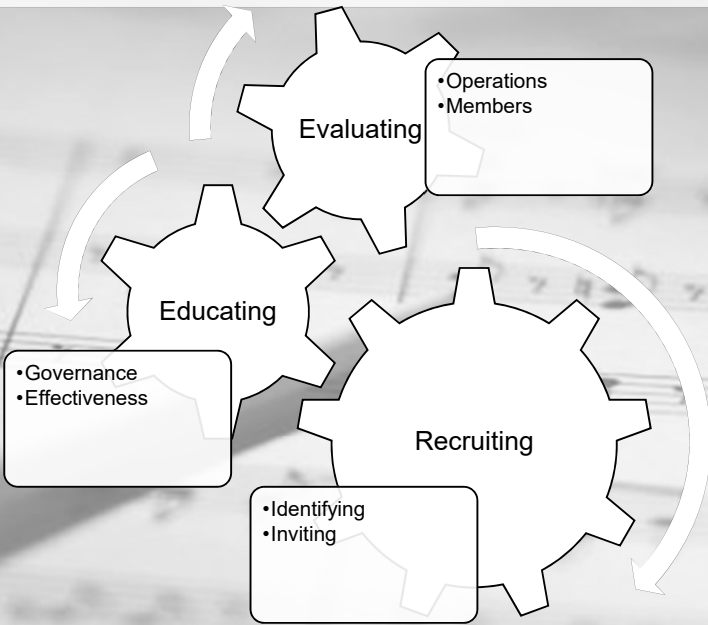 Evaluating
•Operations
•Members
Educating
•Governance
•Effectiveness
Recruiting
•Identifying
•Inviting